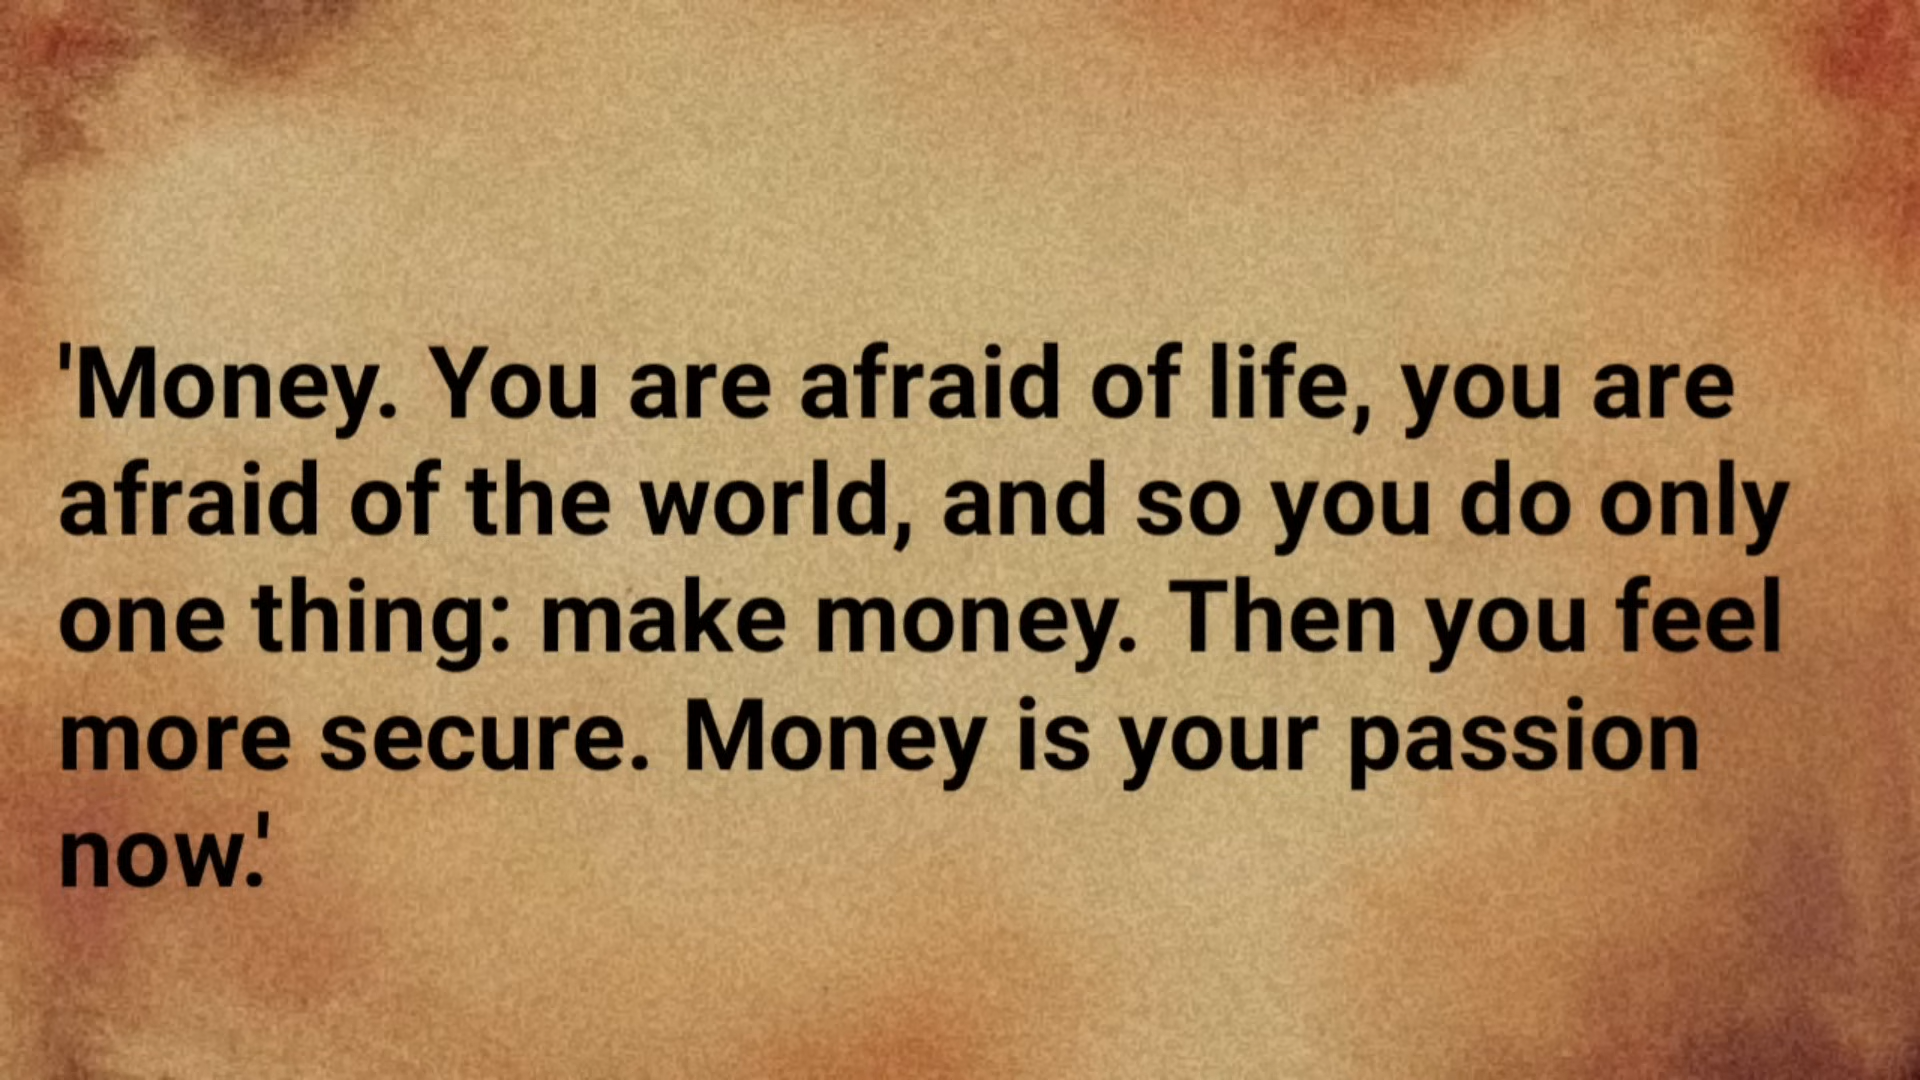 'Money. You are afraid of life, you are
afraid of the world, and so you do only
one thing: make money. Then you feel
more secure. Money is your passion
now.'